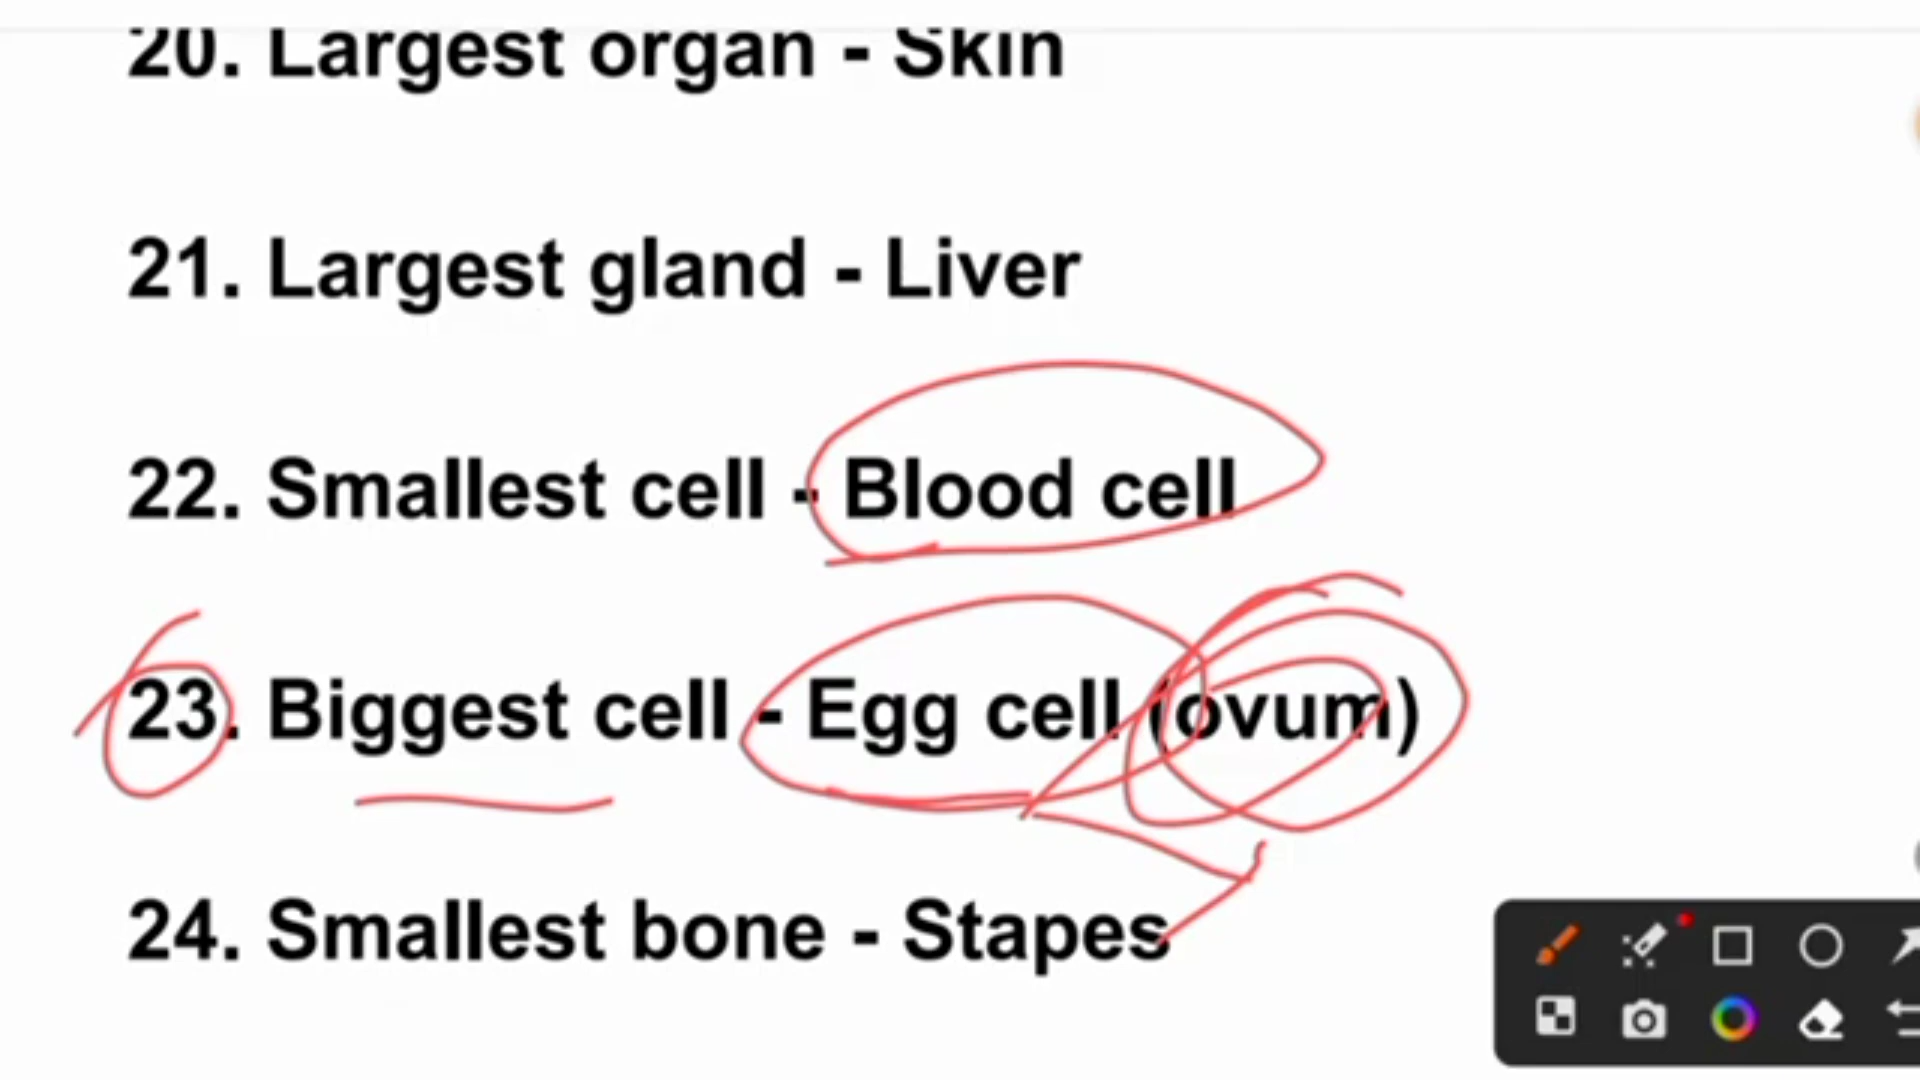 20. Largest organ - Skin
21. Largest gland - Liver
22. Smallest cell - Blood cell
23. Biggest cell - Egg cell (ovum)
24. Smallest bone - Stapes